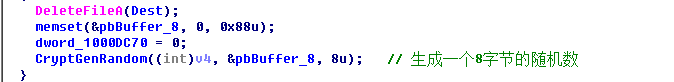 DeleteFileA(Dest);
memset(&pbBuffer_8, 0, 0x88u);
dword_1000DC70 = 0;
CryptGenRandom((int)v4, &pbBuffer_8, 8u); // 生成一个8字节的随机数
}